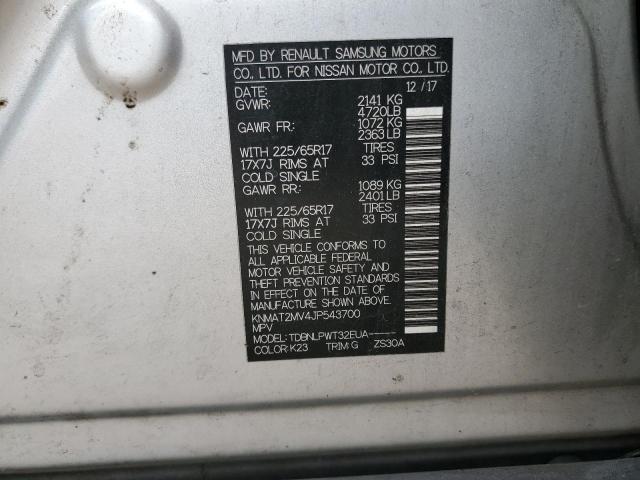 MFD BY RENAULT SAMSUNG MOTORS
CO., LTD. FOR NISSAN MOTOR CO., LTD.
DATE: 12 / 17
GVWR: 2141 KG
4720LB
GAWR FR: 1072 KG
2363LB
WITH 225/65R17 TIRES
17X7J RIMS AT 33 PSI
COLD SINGLE
GAWR RR: 1089 KG
2401LB
WITH 225/65R17 TIRES
17X7J RIMS AT 33 PSI
COLD SINGLE
THIS VEHICLE CONFORMS TO
ALL APPLICABLE FEDERAL
MOTOR VEHICLE SAFETY AND
THEFT PREVENTION STANDARDS
IN EFFECT ON THE DATE OF
MANUFACTURE SHOWN ABOVE.
KNMAT2MV4JP543700
MPV
MODEL: TDBNLPWT32EUA-----
COLOR:K23 TRIM:G ZS30A